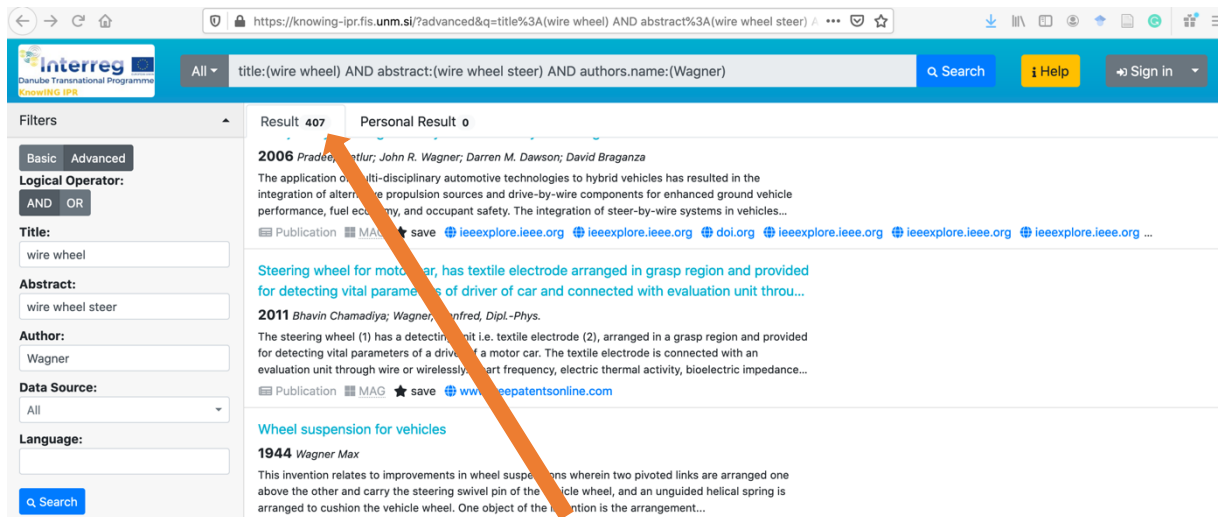 https://knowing-ipr.fis.unm.si/?advanced&q=title%3A(wire wheel) AND abstract%3A(wire wheel steer) A
Interreg
Danube Transnational Programme
KnowING IPR
All
title:(wire wheel) AND abstract:(wire wheel steer) AND authors.name:(Wagner)
Search
i Help
Sign in
Filters
Result 407
Personal Result 0
Basic Advanced
Logical Operator:
AND OR
Title:
wire wheel
Abstract:
wire wheel steer
Author:
Wagner
Data Source:
All
Language:
Search
2006 John R. Wagner; Darren M. Dawson; David Braganza
The application of multi-disciplinary automotive technologies to hybrid vehicles has resulted in the
integration of alternative propulsion sources and drive-by-wire components for enhanced ground vehicle
performance, fuel economy, and occupant safety. The integration of steer-by-wire systems in vehicles...
Publication MAG save ieeexplore.ieee.org ieeexplore.ieee.org doi.org ieeexplore.ieee.org ieeexplore.ieee.org ieeexplore.ieee.org ...
Steering wheel for motor car, has textile electrode arranged in grasp region and provided
for detecting vital parameters of driver of car and connected with evaluation unit throu...
2011 Bhavin Chamadiya; Wagner, Manfred, Dipl.-Phys.
The steering wheel (1) has a detecting unit i.e. textile electrode (2), arranged in a grasp region and provided
for detecting vital parameters of a driver of a motor car. The textile electrode is connected with an
evaluation unit through wire or wirelessly. Heart frequency, electric thermal activity, bioelectric impedance...
Publication MAG save www.freepatentsonline.com
Wheel suspension for vehicles
1944 Wagner Max
This invention relates to improvements in wheel suspensions wherein two pivoted links are arranged one
above the other and carry the steering swivel pin of the vehicle wheel, and an unguided helical spring is
arranged to cushion the vehicle wheel. One object of the invention is the arrangement...